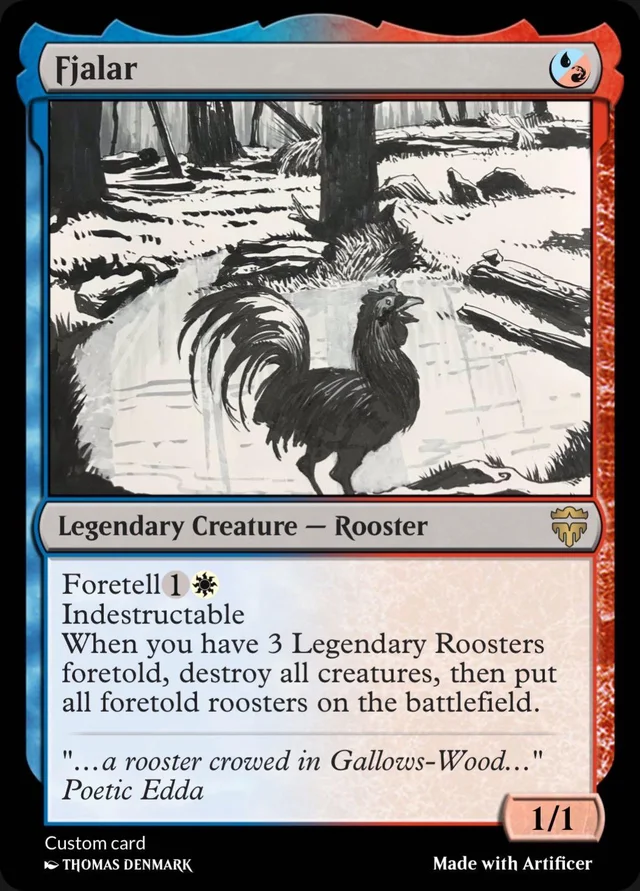 Fjalar
Legendary Creature — Rooster
Foretell 1
Indestructable
When you have 3 Legendary Roosters
foretold, destroy all creatures, then put
all foretold roosters on the battlefield.
"...a rooster crowed in Gallows-Wood..."
Poetic Edda
1/1
Custom card
THOMAS DENMARK
Made with Artificer